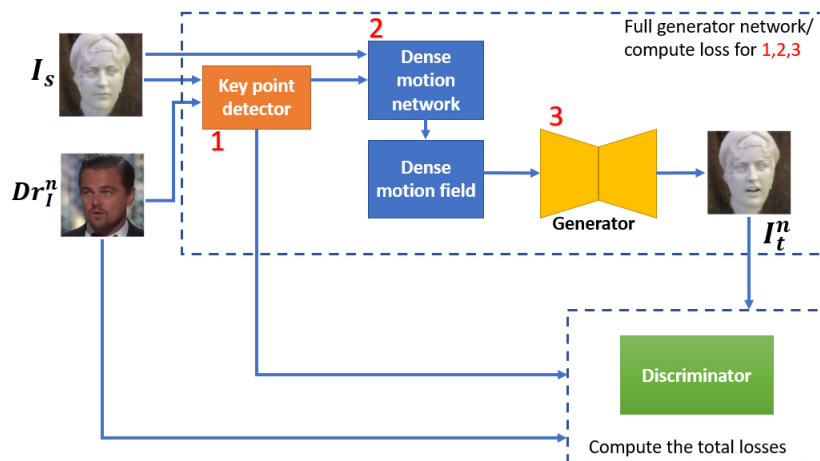 2
Full generator network/
compute loss for 1,2,3
I_s
Key point
detector
1
Dense
motion
network
3
Dr_I^n
Dense
motion field
Generator
I_t^n
Discriminator
Compute the total losses